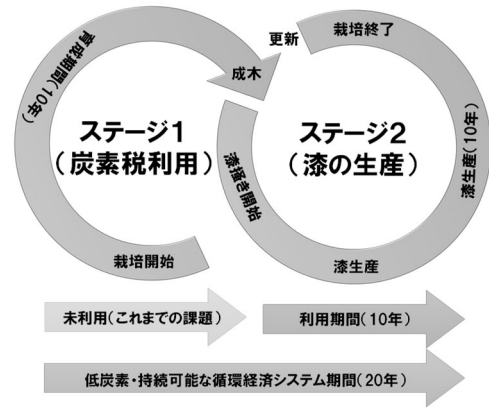 育成期間(10年)
成木
ステージ1
(炭素税利用)
栽培開始
更新
栽培終了
ステージ2
(漆の生産)
漆掻き開始
漆生産(10年)
漆生産
未利用(これまでの課題)
利用期間(10年)
低炭素・持続可能な循環経済システム期間(20年)